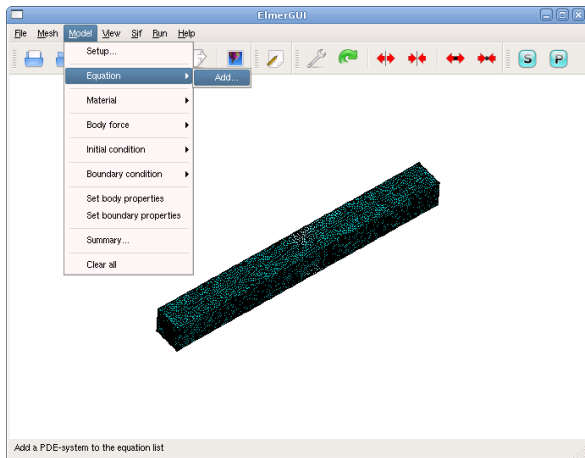 ElmerGUI
File Mesh Model View Sif Run Help
Setup...
Equation
Add...
Material
Body force
Initial condition
Boundary condition
Set body properties
Set boundary properties
Summary...
Clear all
S P
Add a PDE-system to the equation list